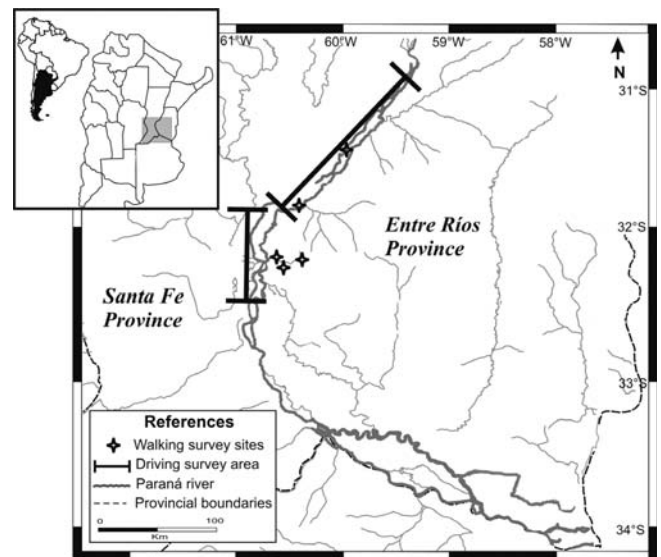 61°W 60°W 59°W 58°W
N
31°S
32°S
Entre Ríos
Province
Santa Fe
Province
33°S
References
Walking survey sites
Driving survey area
Paraná river
Provincial boundaries
0 100
Km
34°S